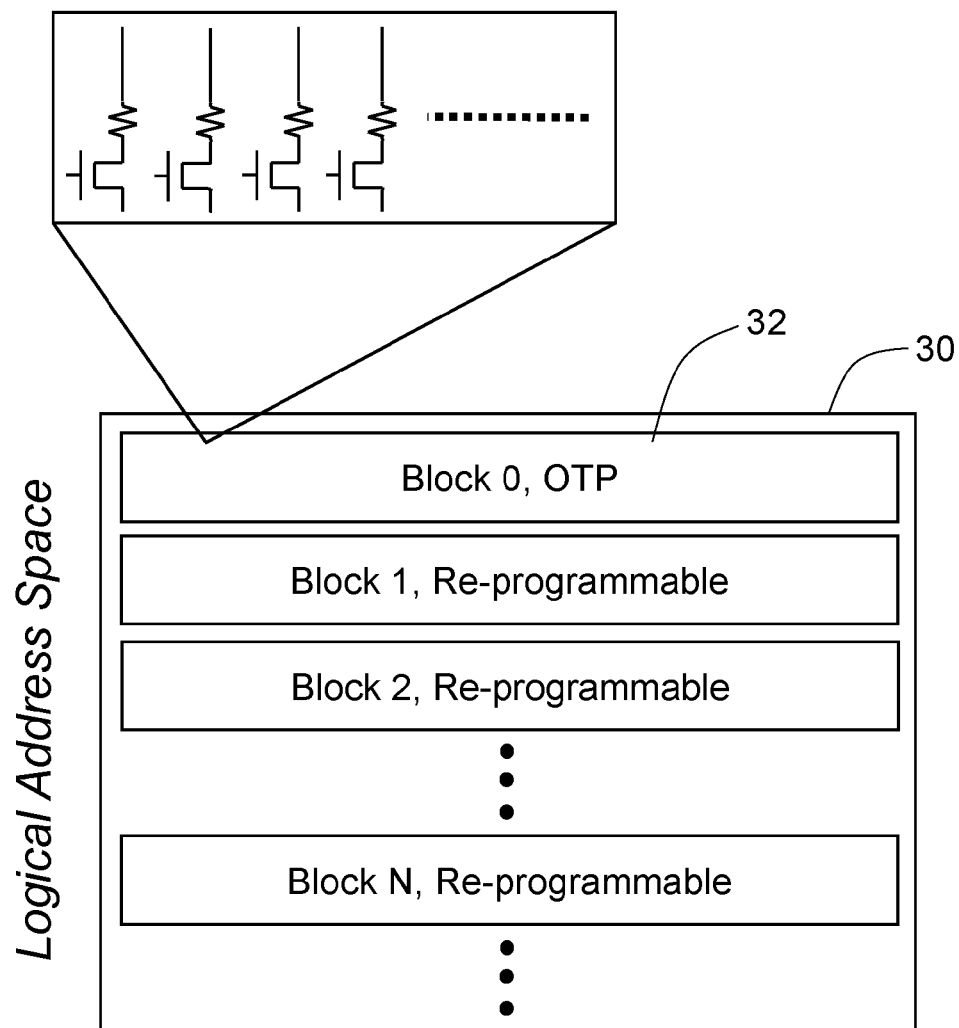 32
30
Block 0, OTP
Block 1, Re-programmable
Block 2, Re-programmable
Block N, Re-programmable
Logical Address Space